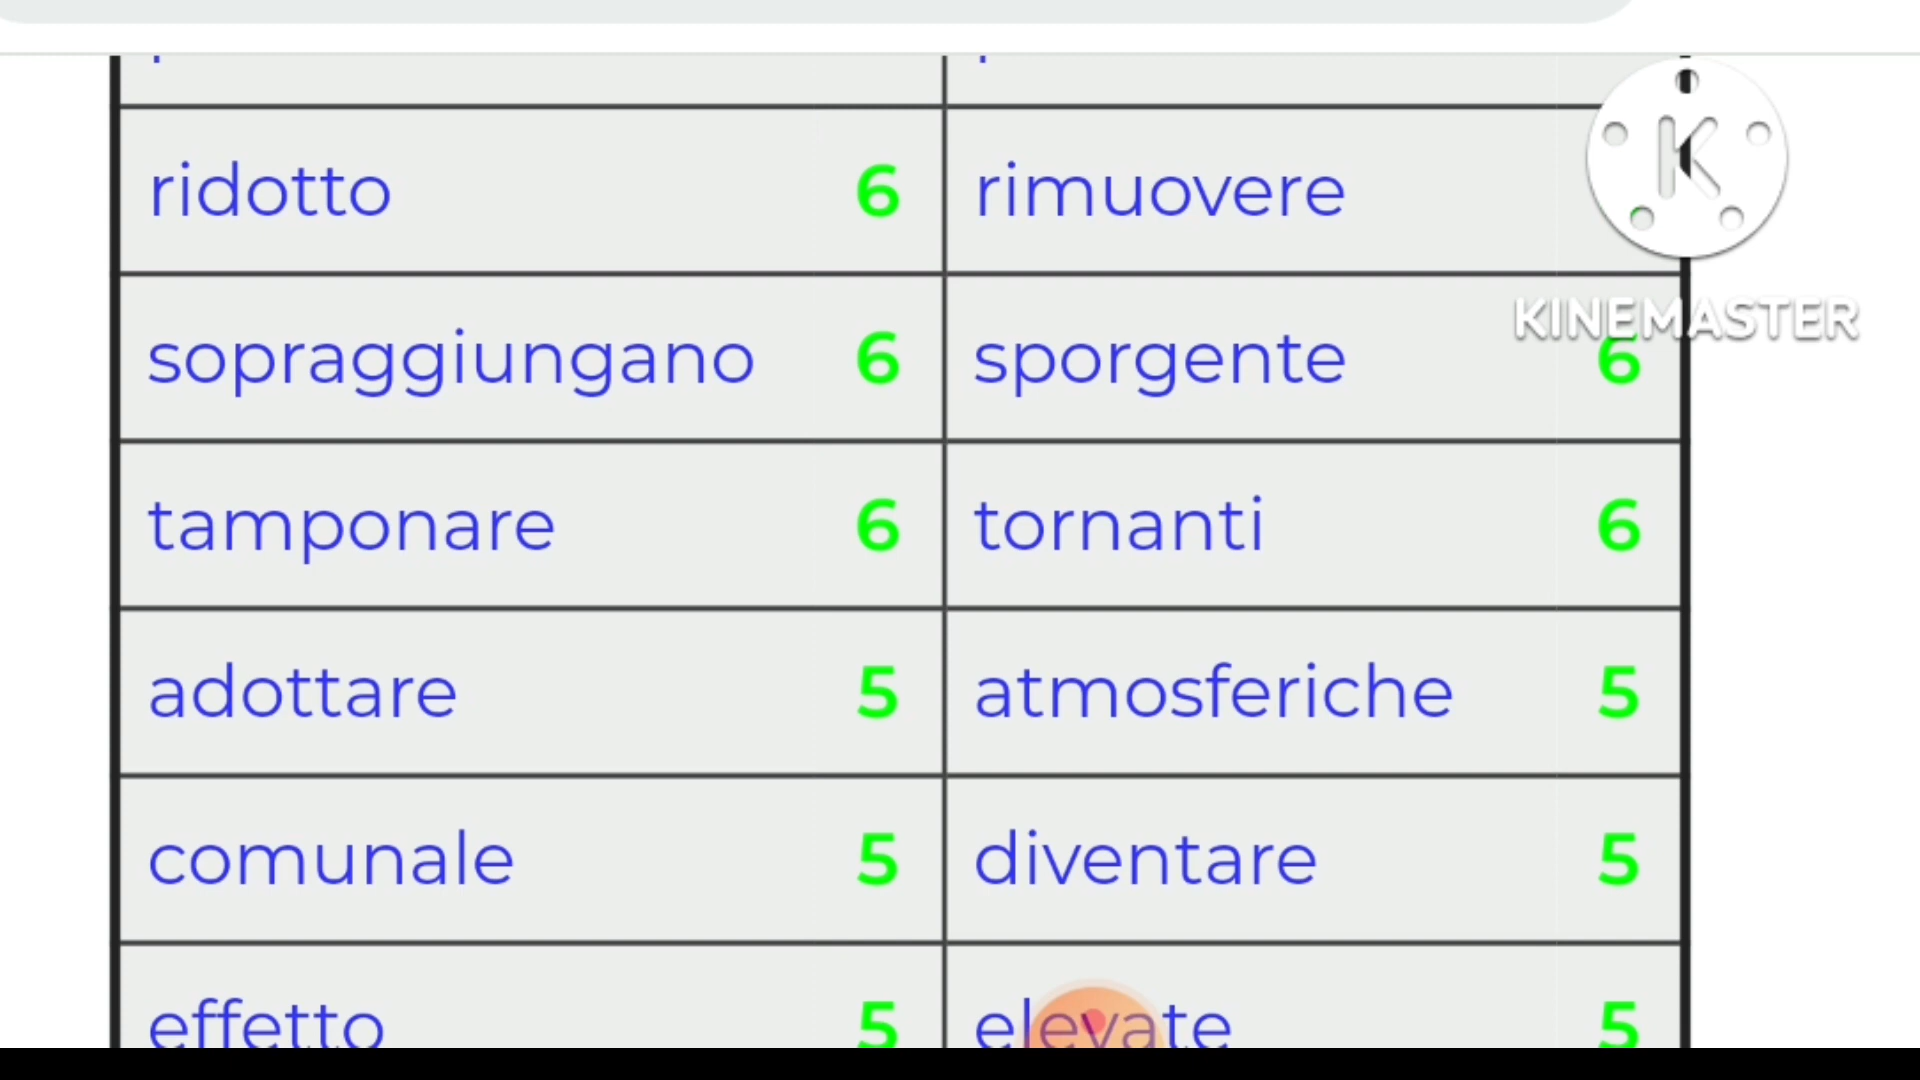 ridotto 6 rimuovere
KINEMASTER
sopraggiungano 6 sporgente 6
tamponare 6 tornanti 6
adottare 5 atmosferiche 5
comunale 5 diventare 5
effetto 5 elevate 5